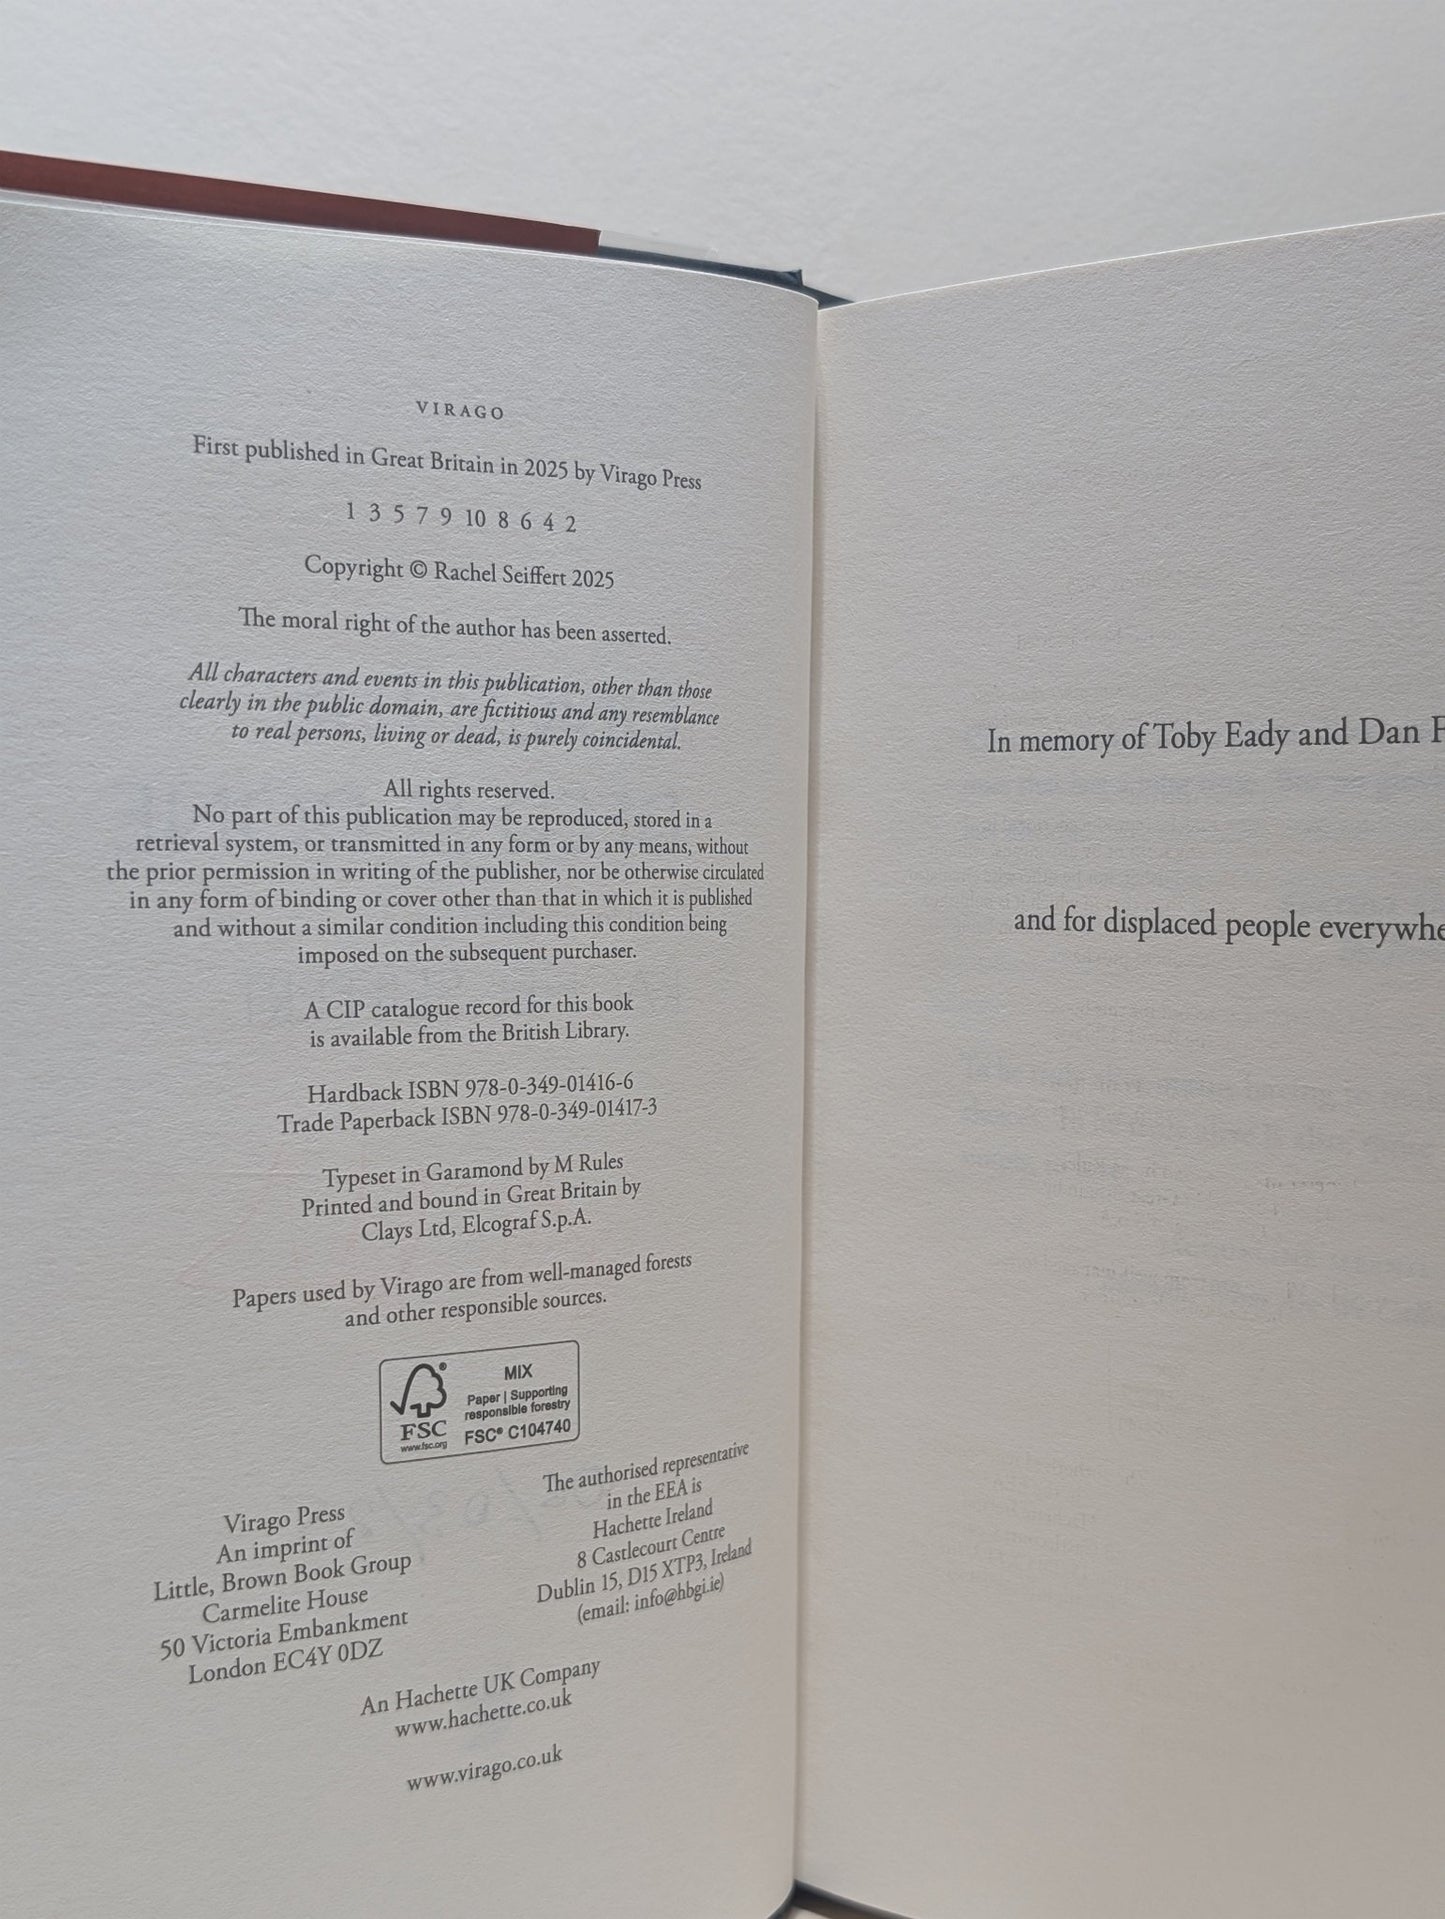 VIRAGO
First published in Great Britain in 2025 by Virago Press
1 3 5 7 9 10 8 6 4 2
Copyright © Rachel Seiffert 2025
The moral right of the author has been asserted.
All characters and events in this publication, other than those
clearly in the public domain, are fictitious and any resemblance
to real persons, living or dead, is purely coincidental.
All rights reserved.
No part of this publication may be reproduced, stored in a
retrieval system, or transmitted in any form or by any means, without
the prior permission in writing of the publisher, nor be otherwise circulated
in any form of binding or cover other than that in which it is published
and without a similar condition including this condition being
imposed on the subsequent purchaser.
A CIP catalogue record for this book
is available from the British Library.
Hardback ISBN 978-0-349-01416-6
Trade Paperback ISBN 978-0-349-01417-3
Typeset in Garamond by M Rules
Printed and bound in Great Britain by
Clays Ltd, Elcograf S.p.A.
Papers used by Virago are from well-managed forests
and other responsible sources.
FSC
www.fsc.org
MIX
Paper | Supporting
responsible forestry
FSC® C104740
Virago Press
An imprint of
Little, Brown Book Group
Carmelite House
50 Victoria Embankment
London EC4Y 0DZ
The authorised representative
in the EEA is
Hachette Ireland
8 Castlecourt Centre
Dublin 15, D15 XTP3, Ireland
(email: info@hbgi.ie)
An Hachette UK Company
www.hachette.co.uk
www.virago.co.uk
In memory of Toby Eady and Dan
and for displaced people